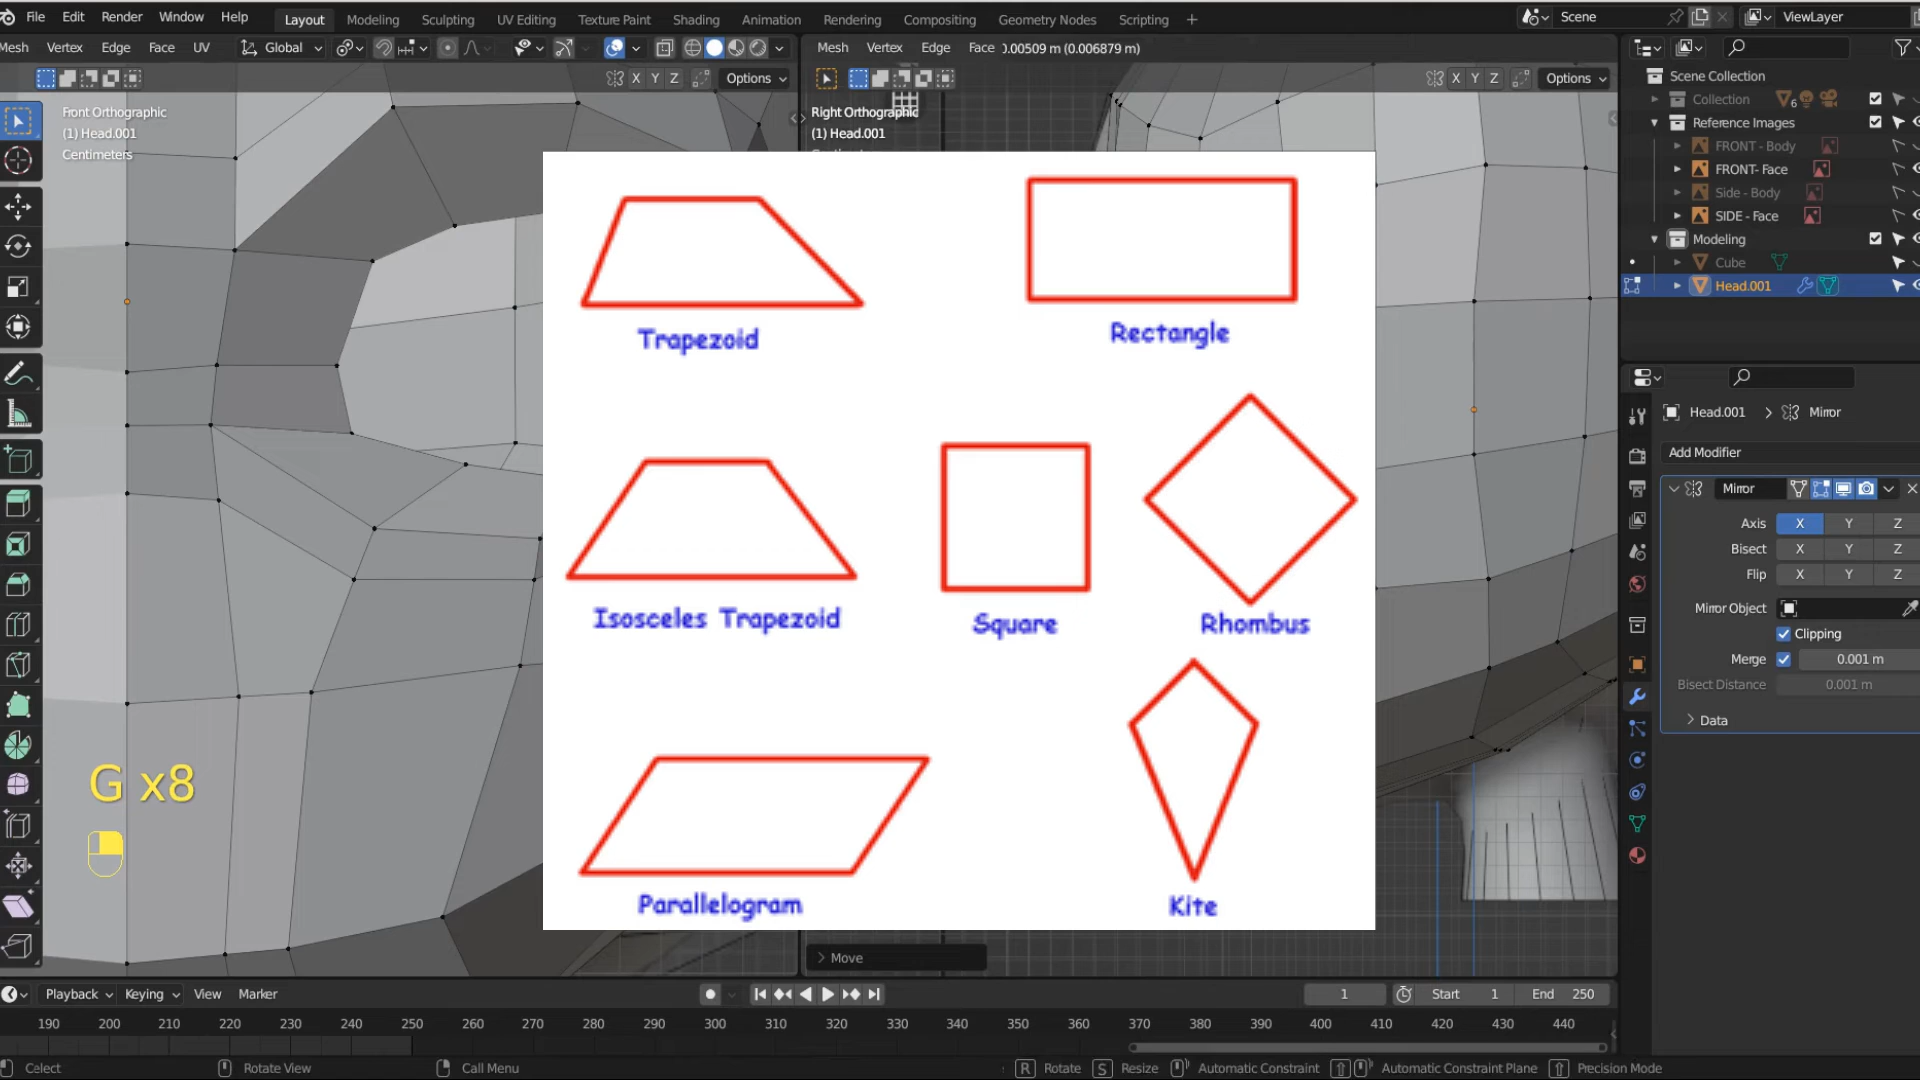 File Edit Render Window Help Layout Modeling Sculpting UV Editing Texture Paint Shading Animation Rendering Compositing Geometry Nodes Scripting + Scene ViewLayer
Mesh Vertex Edge Face UV Global Mesh Vertex Edge Face 0.00509 m (0.006879 m)
X Y Z Options X Y Z Options
Front Orthographic
(1) Head.001
Centimeters
Right Orthographic
(1) Head.001
Trapezoid
Rectangle
Isosceles Trapezoid
Square
Rhombus
Parallelogram
Kite
G x8
Move
Scene Collection
Collection 6
Reference Images
FRONT - Body
FRONT- Face
Side - Body
SIDE - Face
Modeling
Cube
Head.001
Head.001 > Mirror
Add Modifier
Mirror
Axis X Y Z
Bisect X Y Z
Flip X Y Z
Mirror Object
Clipping
Merge 0.001 m
Bisect Distance 0.001 m
Data
Playback Keying View Marker 1 Start 1 End 250
190 200 210 220 230 240 250 260 270 280 290 300 310 320 330 340 350 360 370 380 390 400 410 420 430 440
Celect Rotate View Call Menu R Rotate S Resize Automatic Constraint Automatic Constraint Plane Precision Mode